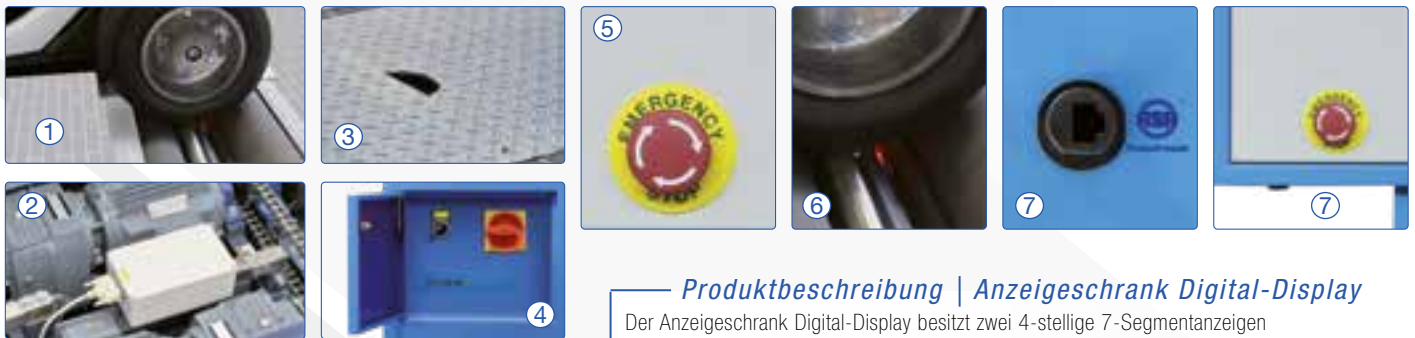 1
3
5
EMERGENCY
STOP
6
7
RSP
7
2
4
Produktbeschreibung | Anzeigeschrank Digital-Display
Der Anzeigeschrank Digital-Display besitzt zwei 4-stellige 7-Segmentanzeigen